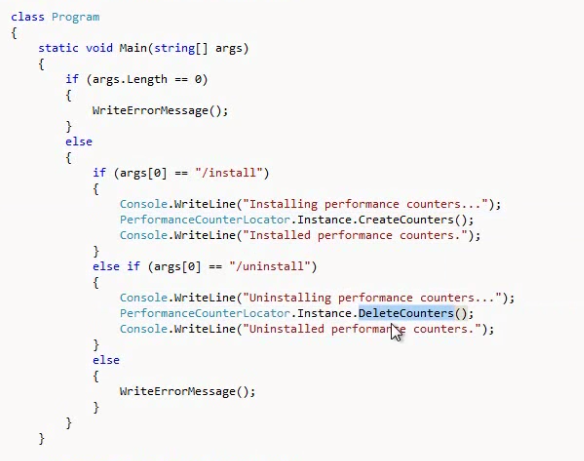 class Program
{
    static void Main(string[] args)
    {
        if (args.Length == 0)
        {
            WriteErrorMessage();
        }
        else
        {
            if (args[0] == "/install")
            {
                Console.WriteLine("Installing performance counters...");
                PerformanceCounterLocator.Instance.CreateCounters();
                Console.WriteLine("Installed performance counters.");
            }
            else if (args[0] == "/uninstall")
            {
                Console.WriteLine("Uninstalling performance counters...");
                PerformanceCounterLocator.Instance.DeleteCounters();
                Console.WriteLine("Uninstalled performance counters.");
            }
            else
            {
                WriteErrorMessage();
            }
        }
    }